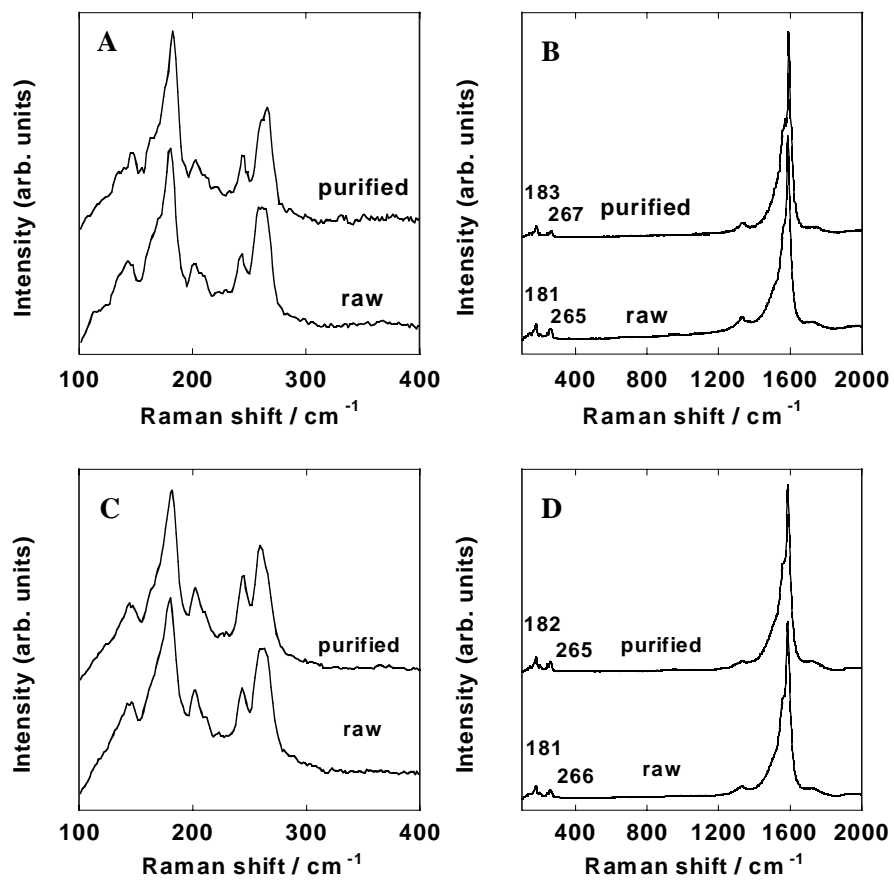 A
Intensity (arb. units)
purified
raw
100 200 300 400
Raman shift / cm -1
B
Intensity (arb. units)
183
267
purified
181
265
raw
400 800 1200 1600 2000
Raman shift / cm -1
C
Intensity (arb. units)
purified
raw
100 200 300 400
Raman shift / cm -1
D
Intensity (arb. units)
182
265
purified
181
266
raw
400 800 1200 1600 2000
Raman shift / cm -1